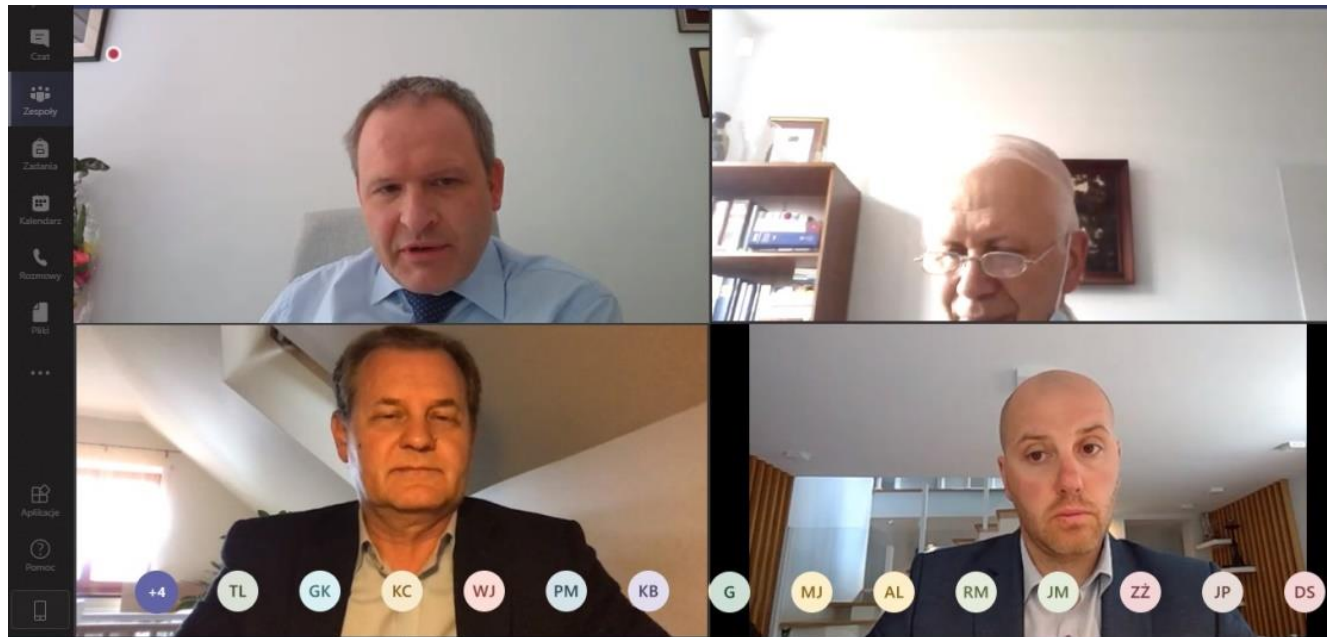 Czat
Zespoły
Zadania
Kalendarz
Rozmowy
Pliki
Aplikacje
Pomoc
+4 TL GK KC WJ PM KB G MJ AL RM JM ZŻ JP DS